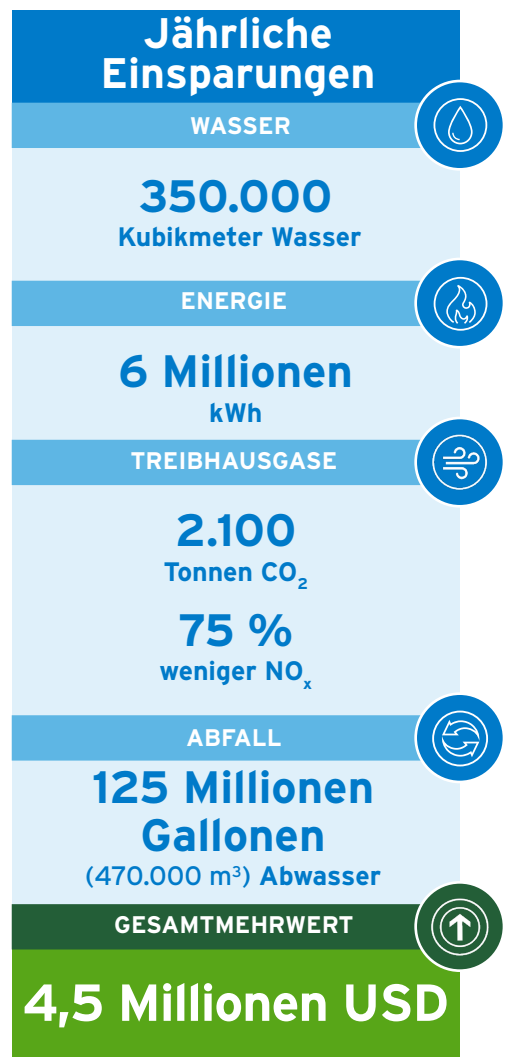 Jährliche
Einsparungen
WASSER
350.000
Kubikmeter Wasser
ENERGIE
6 Millionen
kWh
TREIBHAUSGASE
2.100
Tonnen CO₂
75 %
weniger NOₓ
ABFALL
125 Millionen
Gallonen
(470.000 m³) Abwasser
GESAMTMEHRWERT
4,5 Millionen USD